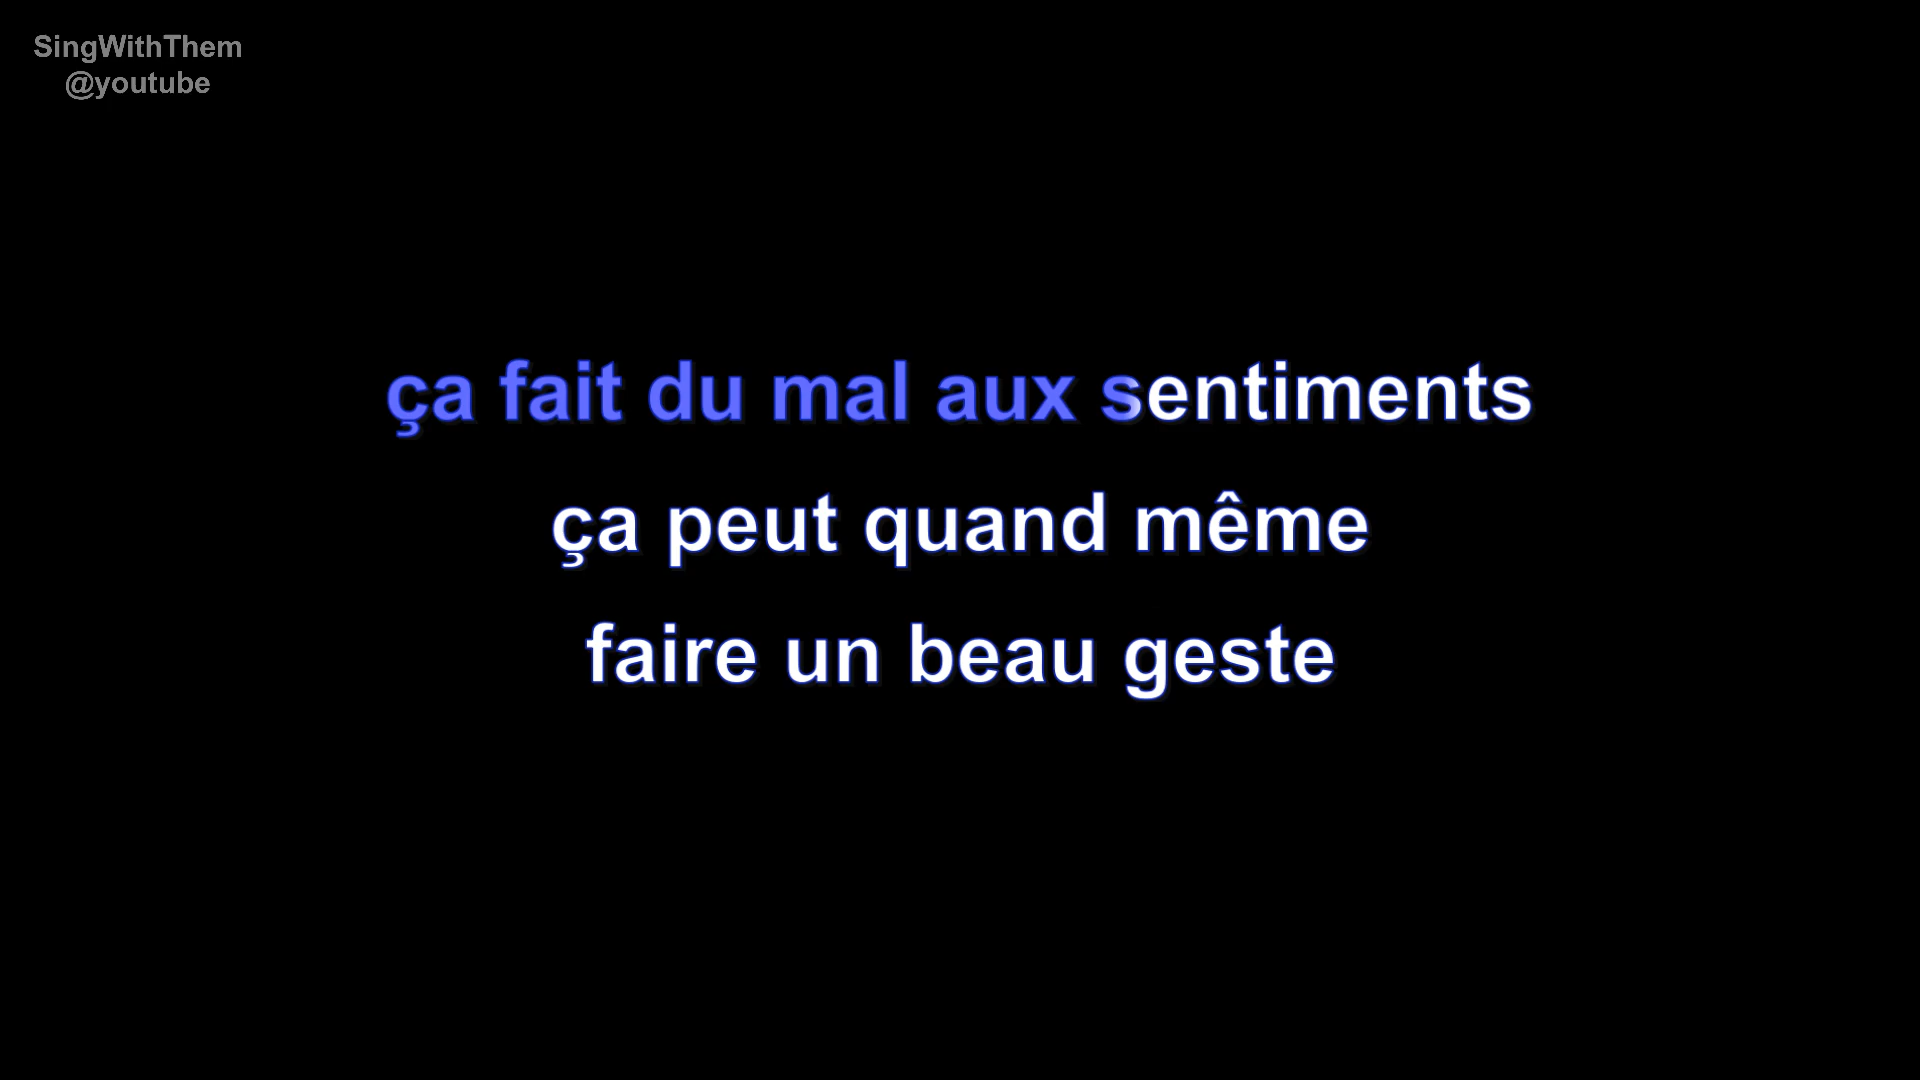 SingWithThem
@youtube
ça fait du mal aux sentiments
ça peut quand même
faire un beau geste